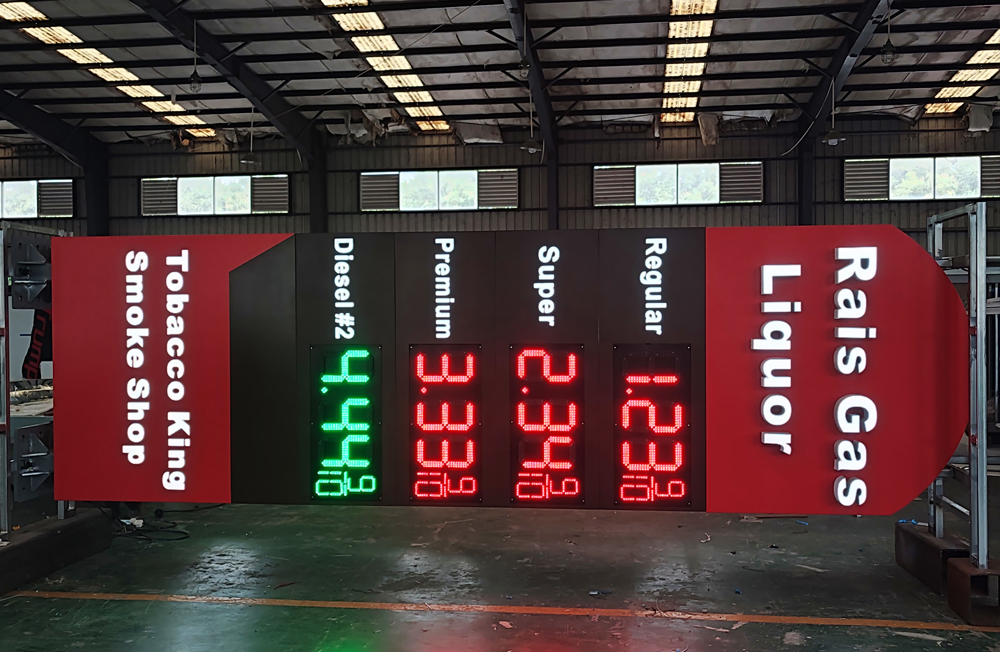 Rais Gas
Liquor
Regular 1.23 9/10
Super 2.34 9/10
Premium 3.33 9/10
Diesel #2 4.44 9/10
Tobacco King
Smoke Shop